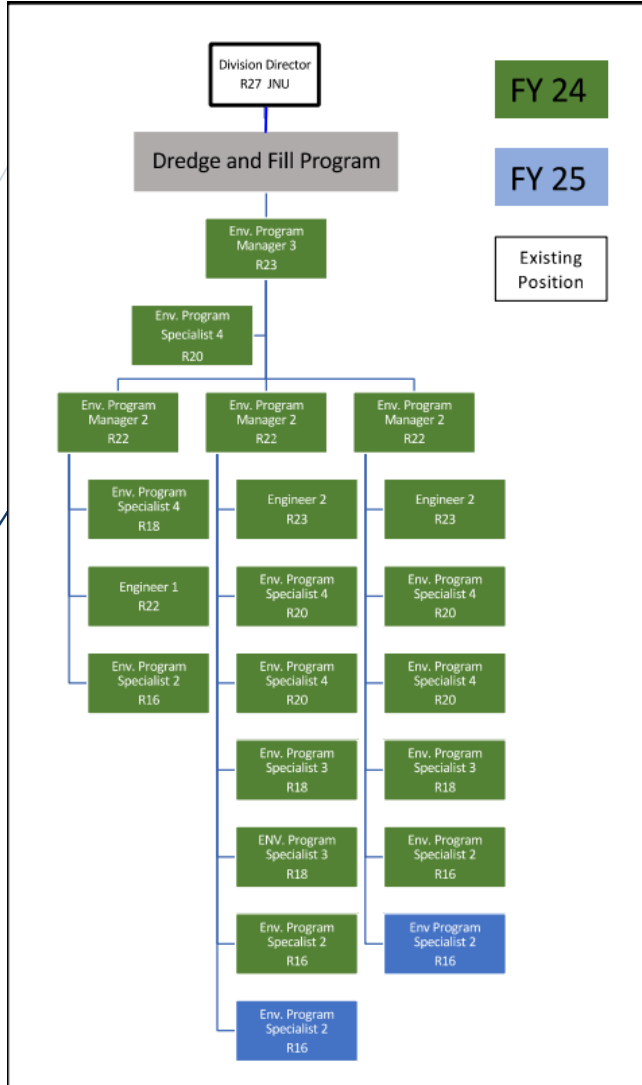 Division Director
R27 JNU
Dredge and Fill Program
FY 24
FY 25
Existing
Position
Env. Program
Manager 3
R23
Env. Program
Specialist 4
R20
Env. Program
Manager 2
R22
Env. Program
Manager 2
R22
Env. Program
Manager 2
R22
Env. Program
Specialist 4
R18
Engineer 1
R22
Env. Program
Specialist 2
R16
Engineer 2
R23
Env. Program
Specialist 4
R20
Env. Program
Specialist 4
R20
Env. Program
Specialist 3
R18
ENV. Program
Specialist 3
R18
Env. Program
Specalist 2
R16
Env. Program
Specialist 2
R16
Engineer 2
R23
Env. Program
Specialist 4
R20
Env. Program
Specialist 4
R20
Env. Program
Specialist 3
R18
Env. Program
Specialist 2
R16
Env Program
Specialist 2
R16